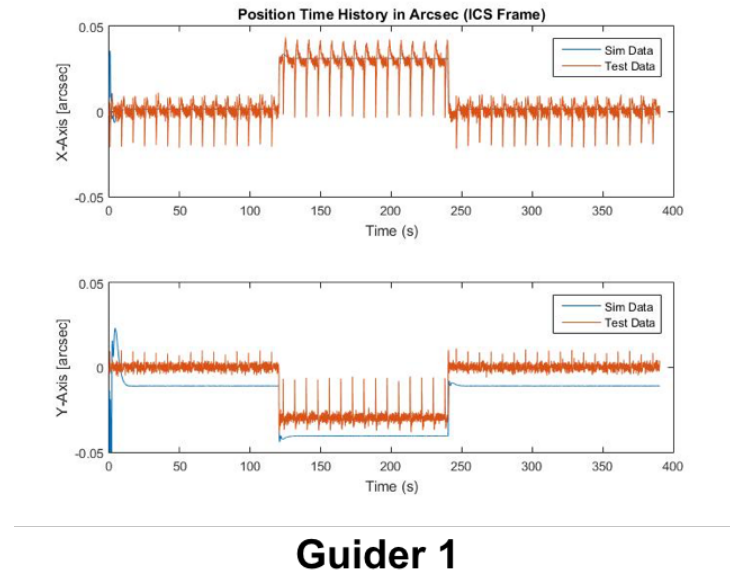 Position Time History in Arcsec (ICS Frame)
0.05
0
-0.05
X-Axis [arcsec]
Sim Data
Test Data
0 50 100 150 200 250 300 350 400
Time (s)
0.05
0
-0.05
Y-Axis [arcsec]
Sim Data
Test Data
0 50 100 150 200 250 300 350 400
Time (s)
Guider 1